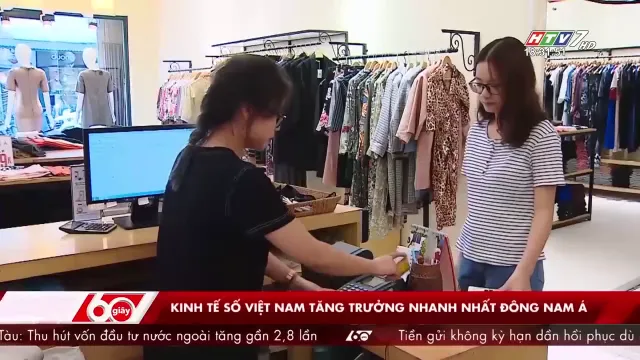 HTV7 HD
60 giây
KINH TẾ SỐ VIỆT NAM TĂNG TRƯỞNG NHANH NHẤT ĐÔNG NAM Á
Tàu: Thu hút vốn đầu tư nước ngoài tăng gần 2,8 lần
60
Tiền gửi không kỳ hạn dần hồi phục dù